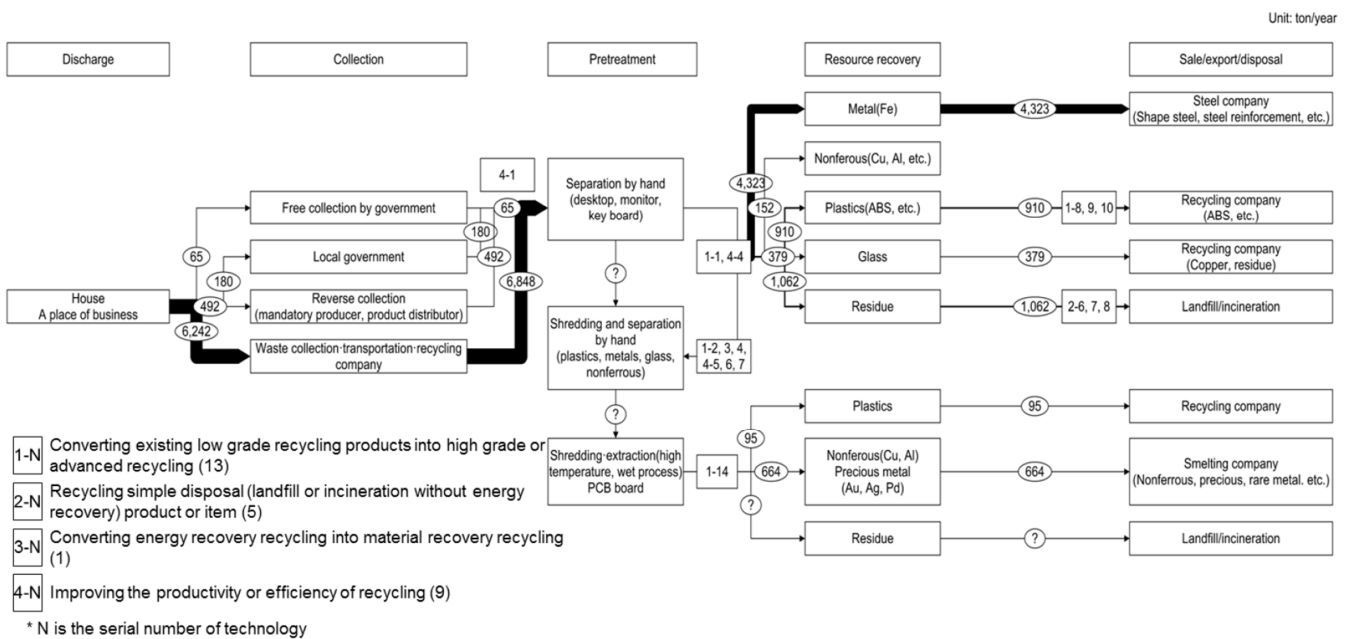 Unit: ton/year
Discharge
Collection
Pretreatment
Resource recovery
Sale/export/disposal
House
A place of business
65
180
492
6,242
Free collection by government
Local government
Reverse collection
(mandatory producer, product distributor)
Waste collection·transportation·recycling
company
4-1
65
180
492
6,848
Separation by hand
(desktop, monitor,
key board)
?
Shredding and separation
by hand
(plastics, metals, glass,
nonferrous)
?
Shredding·extraction(high
temperature, wet process)
PCB board
1-1, 4-4
1-2, 3, 4,
4-5, 6, 7
1-14
4,323
152
910
379
1,062
95
664
?
Metal(Fe)
4,323
Steel company
(Shape steel, steel reinforcement, etc.)
Nonferrous(Cu, Al, etc.)
Plastics(ABS, etc.)
910
1-8, 9, 10
Recycling company
(ABS, etc.)
Glass
379
Recycling company
(Copper, residue)
Residue
1,062
2-6, 7, 8
Landfill/incineration
Plastics
95
Recycling company
Nonferrous(Cu, Al)
Precious metal
(Au, Ag, Pd)
664
Smelting company
(Nonferrous, precious, rare metal. etc.)
Residue
?
Landfill/incineration
1-N Converting existing low grade recycling products into high grade or
advanced recycling (13)
2-N Recycling simple disposal (landfill or incineration without energy
recovery) product or item (5)
3-N Converting energy recovery recycling into material recovery recycling
(1)
4-N Improving the productivity or efficiency of recycling (9)
* N is the serial number of technology